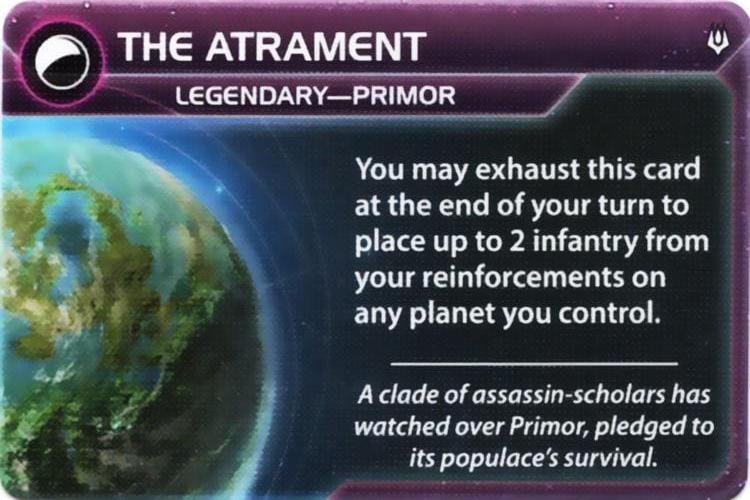 THE ATRAMENT
LEGENDARY—PRIMOR
You may exhaust this card
at the end of your turn to
place up to 2 infantry from
your reinforcements on
any planet you control.
A clade of assassin-scholars has
watched over Primor, pledged to
its populace's survival.